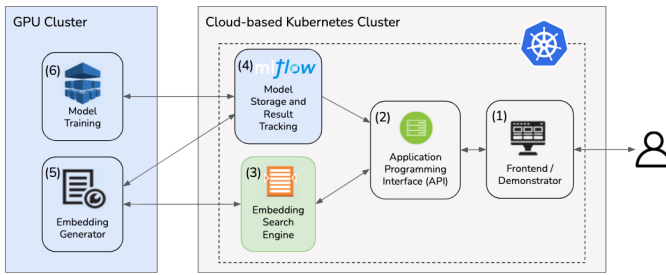 GPU Cluster
Cloud-based Kubernetes Cluster
(6)
Model
Training
(5)
Embedding
Generator
(4)
mlflow
Model
Storage and
Result
Tracking
(3)
Embedding
Search
Engine
(2)
Application
Programming
Interface (API)
(1)
Frontend /
Demonstrator